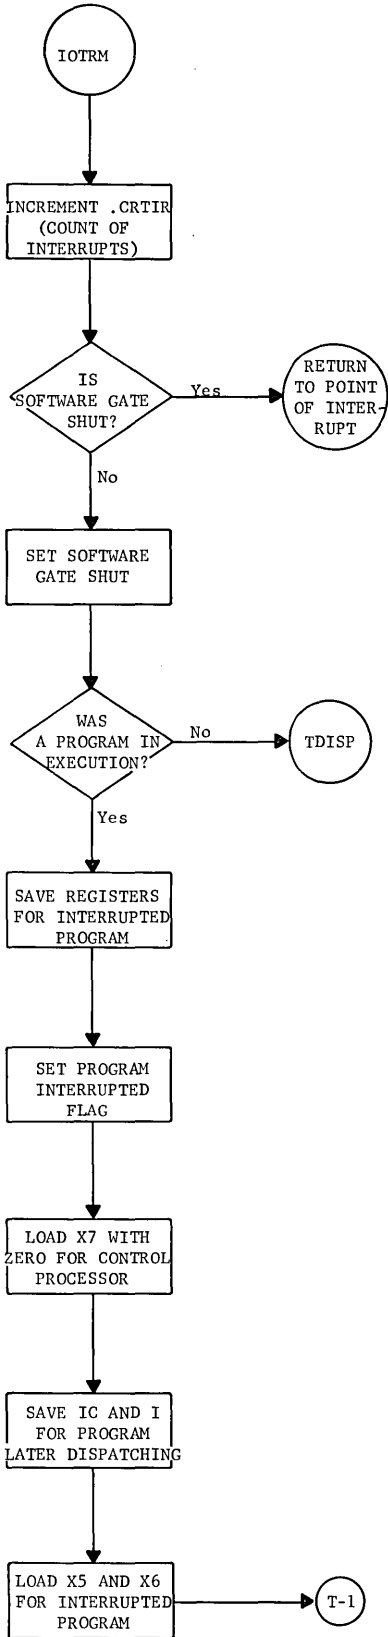 IOTRM
INCREMENT .CRTIR
(COUNT OF
INTERRUPTS)
IS
SOFTWARE GATE
SHUT?
Yes
RETURN
TO POINT
OF INTER-
RUPT
No
SET SOFTWARE
GATE SHUT
WAS
A PROGRAM IN
EXECUTION?
No
TDISP
Yes
SAVE REGISTERS
FOR INTERRUPTED
PROGRAM
SET PROGRAM
INTERRUPTED
FLAG
LOAD X7 WITH
ZERO FOR CONTROL
PROCESSOR
SAVE IC AND I
FOR PROGRAM
LATER DISPATCHING
LOAD X5 AND X6
FOR INTERRUPTED
PROGRAM
T-1